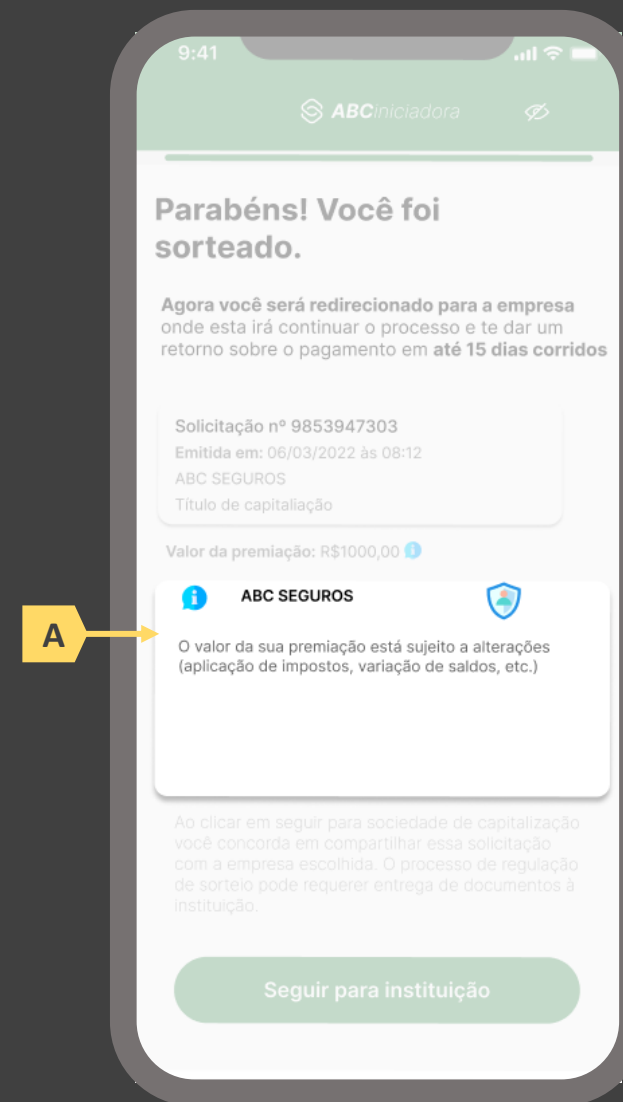 9:41
ABCiniciadora
Parabéns! Você foi
sorteado.
Agora você será redirecionado para a empresa
onde esta irá continuar o processo e te dar um
retorno sobre o pagamento em até 15 dias corridos
Solicitação nº 9853947303
Emitida em: 06/03/2022 às 08:12
ABC SEGUROS
Título de capitaliação
Valor da premiação: R$1000,00
ABC SEGUROS
A
O valor da sua premiação está sujeito a alterações
(aplicação de impostos, variação de saldos, etc.)
Ao clicar em seguir para sociedade de capitalização
você concorda em compartilhar essa solicitação
com a empresa escolhida. O processo de regulação
de sorteio pode requerer entrega de documentos à
instituição.
Seguir para instituição